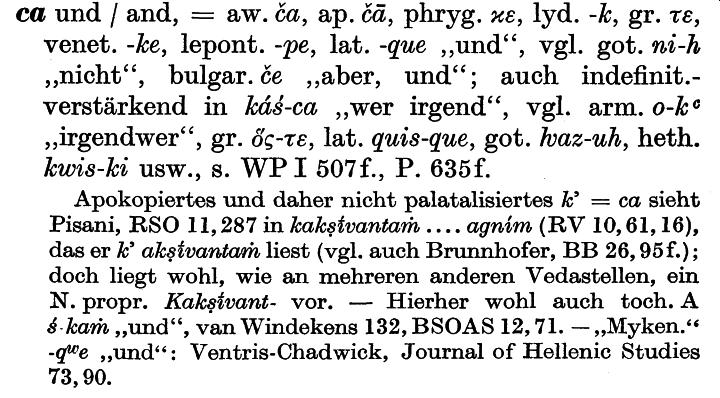 ca und / and, = aw. ča, ap. čā, phryg. κε, lyd. -k, gr. τε,
venet. -ke, lepont. -pe, lat. -que „und“, vgl. got. ni-h
„nicht“, bulgar. če „aber, und“; auch indefinit.-
verstärkend in káś-ca „wer irgend“, vgl. arm. o-kʿ
„irgendwer“, gr. ὅς-τε, lat. quis-que, got. ƕaz-uh, heth.
kwis-ki usw., s. WP I 507f., P. 635f.
Apokopiertes und daher nicht palatalisiertes k’ = ca sieht
Pisani, RSO 11,287 in kakṣī́vantaṁ .... agním (RV 10,61,16),
das er k’ akṣī́vantaṁ liest (vgl. auch Brunnhofer, BB 26,95f.);
doch liegt wohl, wie an mehreren anderen Vedastellen, ein
N. propr. Kakṣī́vant- vor. — Hierher wohl auch toch. A
ś·kaṁ „und“, van Windekens 132, BSOAS 12,71. — „Myken.“
-qʷe „und“: Ventris-Chadwick, Journal of Hellenic Studies
73,90.